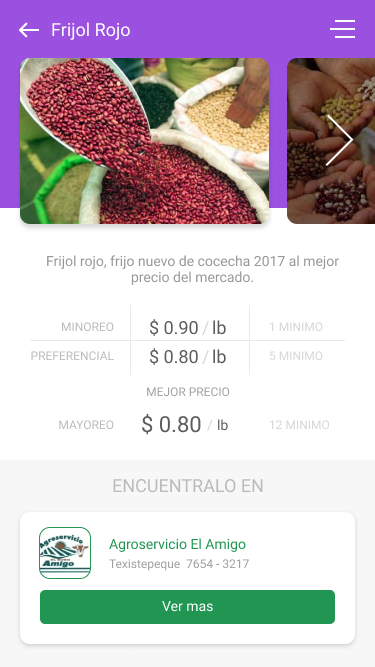 Frijol Rojo
Frijol rojo, frijo nuevo de cocecha 2017 al mejor
precio del mercado.
MINOREO $ 0.90 / lb 1 MINIMO
PREFERENCIAL $ 0.80 / lb 5 MINIMO
MEJOR PRECIO
MAYOREO $ 0.80 / lb 12 MINIMO
ENCUENTRALO EN
Agroservicio
Amigo
Agroservicio El Amigo
Texistepeque 7654 - 3217
Ver mas